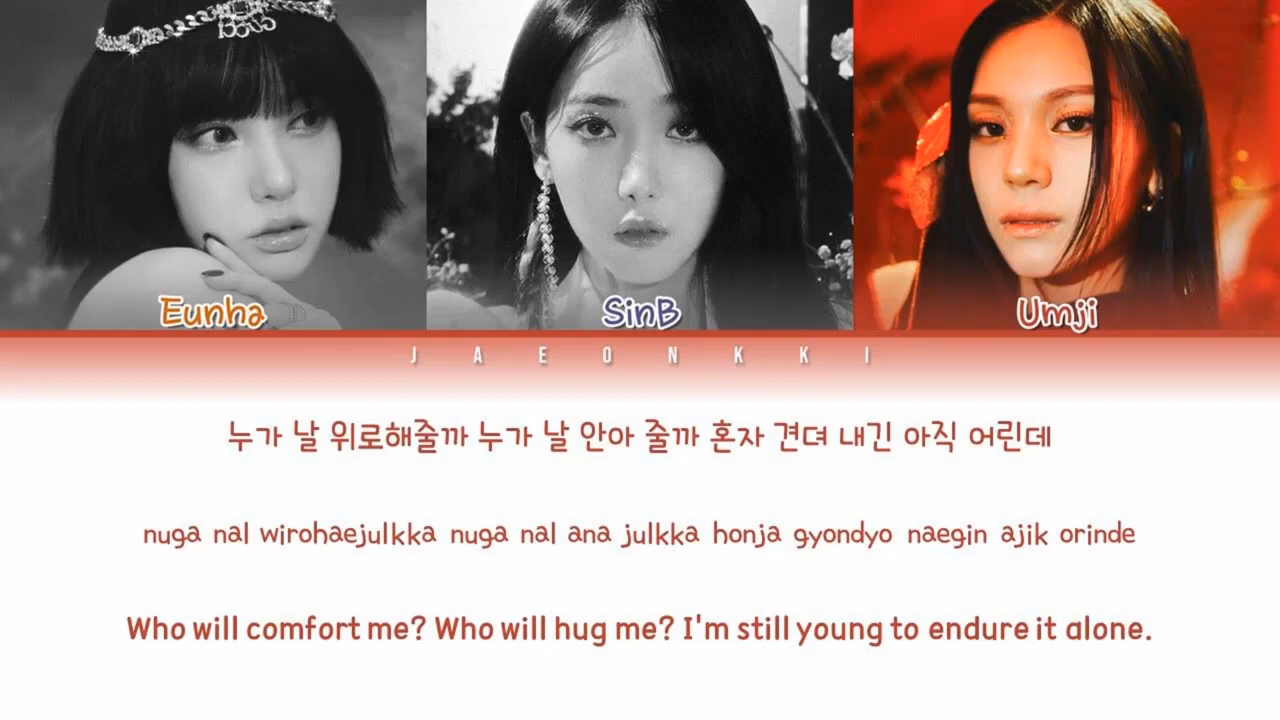 Eunha
SinB
Umji
J A E O N K K I
누가 날 위로해줄까 누가 날 안아 줄까 혼자 견뎌 내긴 아직 어린데
nuga nal wirohaejulkka nuga nal ana julkka honja gyondyo naegin ajik orinde
Who will comfort me? Who will hug me? I'm still young to endure it alone.